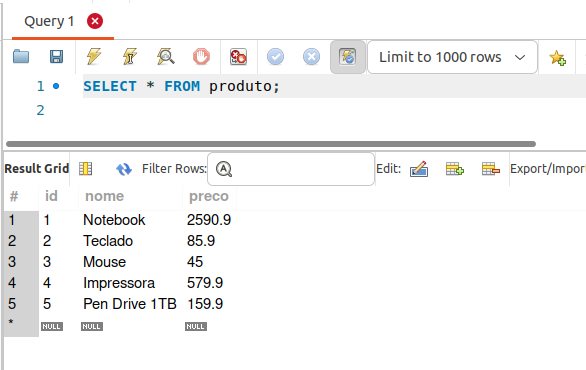 Query 1
Limit to 1000 rows
1 SELECT * FROM produto;
2
Result Grid Filter Rows: Edit: Export/Impor
# id nome preco
1 1 Notebook 2590.9
2 2 Teclado 85.9
3 3 Mouse 45
4 4 Impressora 579.9
5 5 Pen Drive 1TB 159.9
* NULL NULL NULL